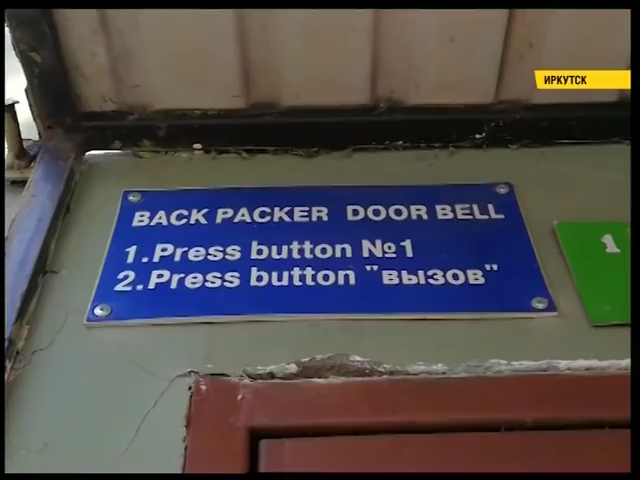 ИРКУТСК
BACK PACKER DOOR BELL
1. Press button №1
2. Press button "вызов"
1